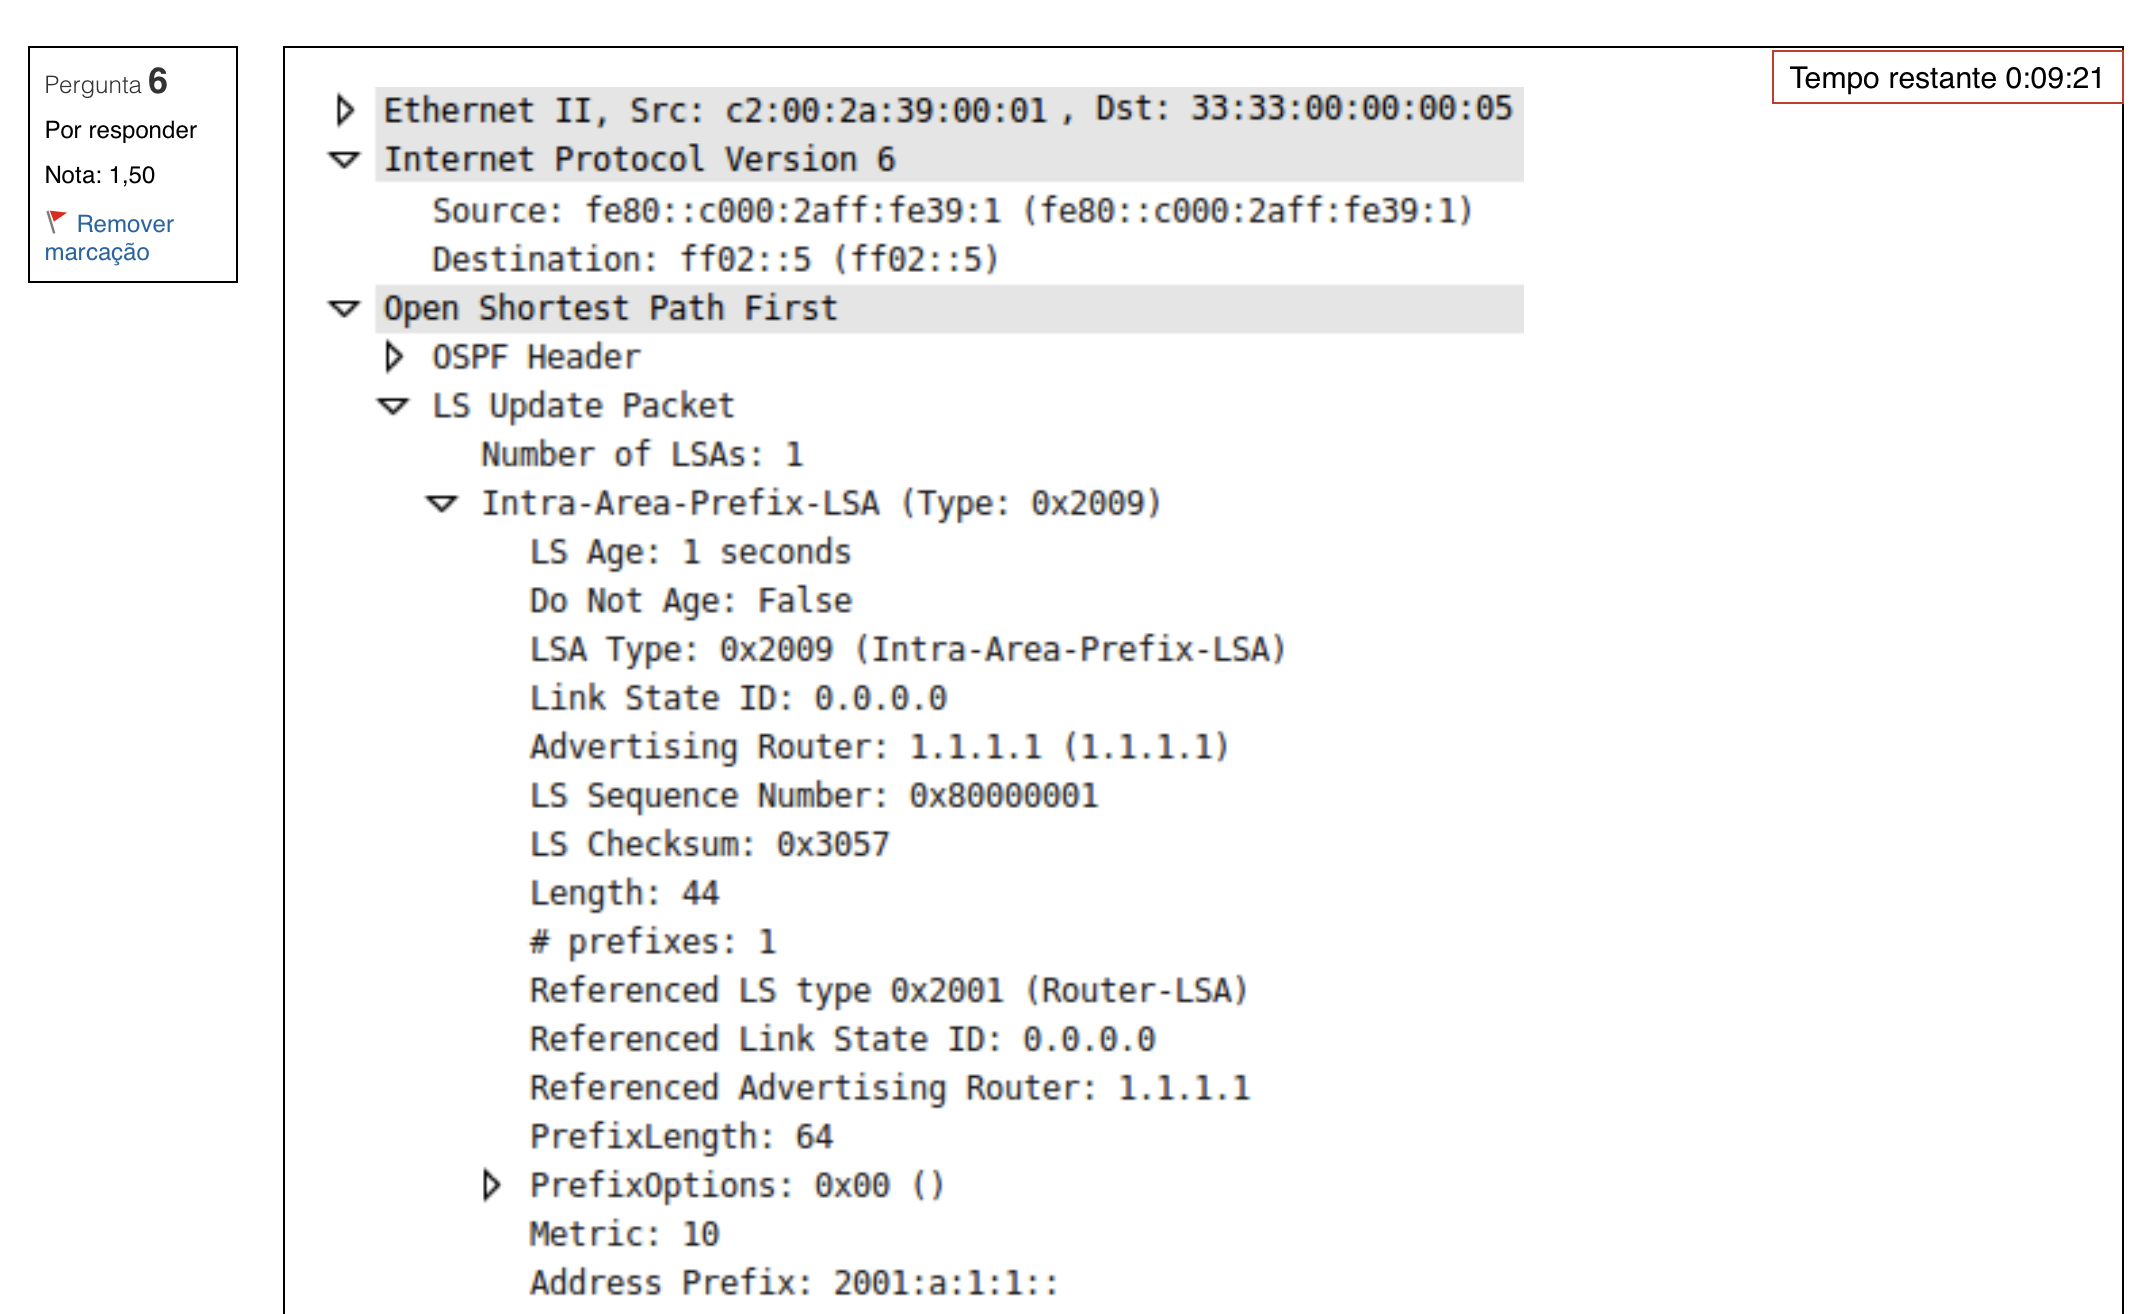 Pergunta 6
Por responder
Nota: 1,50
Remover
marcação
Tempo restante 0:09:21
Ethernet II, Src: c2:00:2a:39:00:01 , Dst: 33:33:00:00:00:05
Internet Protocol Version 6
Source: fe80::c000:2aff:fe39:1 (fe80::c000:2aff:fe39:1)
Destination: ff02::5 (ff02::5)
Open Shortest Path First
OSPF Header
LS Update Packet
Number of LSAs: 1
Intra-Area-Prefix-LSA (Type: 0x2009)
LS Age: 1 seconds
Do Not Age: False
LSA Type: 0x2009 (Intra-Area-Prefix-LSA)
Link State ID: 0.0.0.0
Advertising Router: 1.1.1.1 (1.1.1.1)
LS Sequence Number: 0x80000001
LS Checksum: 0x3057
Length: 44
# prefixes: 1
Referenced LS type 0x2001 (Router-LSA)
Referenced Link State ID: 0.0.0.0
Referenced Advertising Router: 1.1.1.1
PrefixLength: 64
PrefixOptions: 0x00 ()
Metric: 10
Address Prefix: 2001:a:1:1::